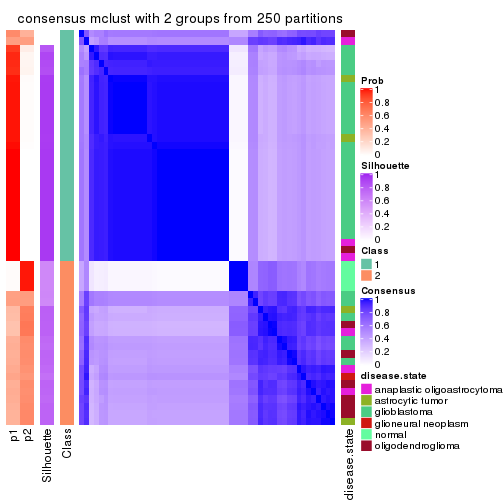 consensus mclust with 2 groups from 250 partitions
Prob
1
0.8
0.6
0.4
0.2
0
Silhouette
1
0.8
0.6
0.4
0.2
0
Class
1
2
Consensus
1
0.8
0.6
0.4
0.2
0
disease.state
anaplastic oligoastrocytoma
astrocytic tumor
glioblastoma
glioneural neoplasm
normal
oligodendroglioma
p1
p2
Silhouette
Class
disease.state